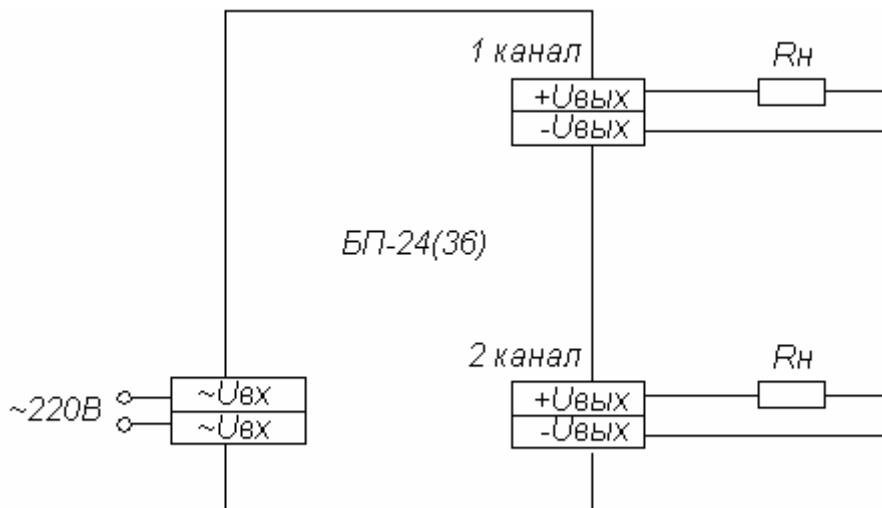 1 канал
Rн
+Uвых
-Uвых
БП-24(36)
2 канал
Rн
~220В
~Uвх
~Uвх
+Uвых
-Uвых